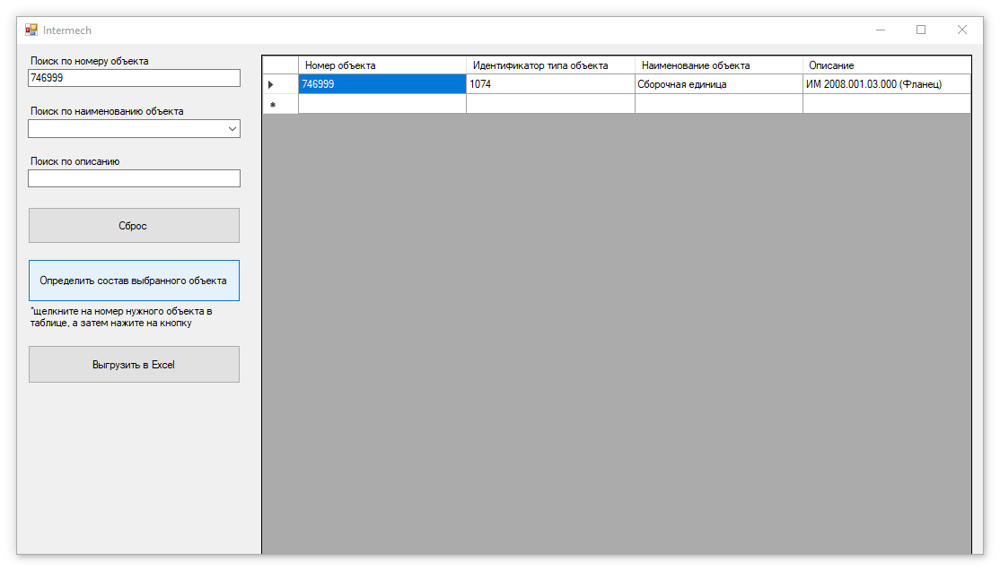 Intermech
Поиск по номеру объекта
746999
Поиск по наименованию объекта
Поиск по описанию
Сброс
Определить состав выбранного объекта
*щелкните на номер нужного объекта в
таблице, а затем нажите на кнопку
Выгрузить в Excel
Номер объекта Идентификатор типа объекта Наименование объекта Описание
746999 1074 Сборочная единица ИМ 2008.001.03.000 (Фланец)